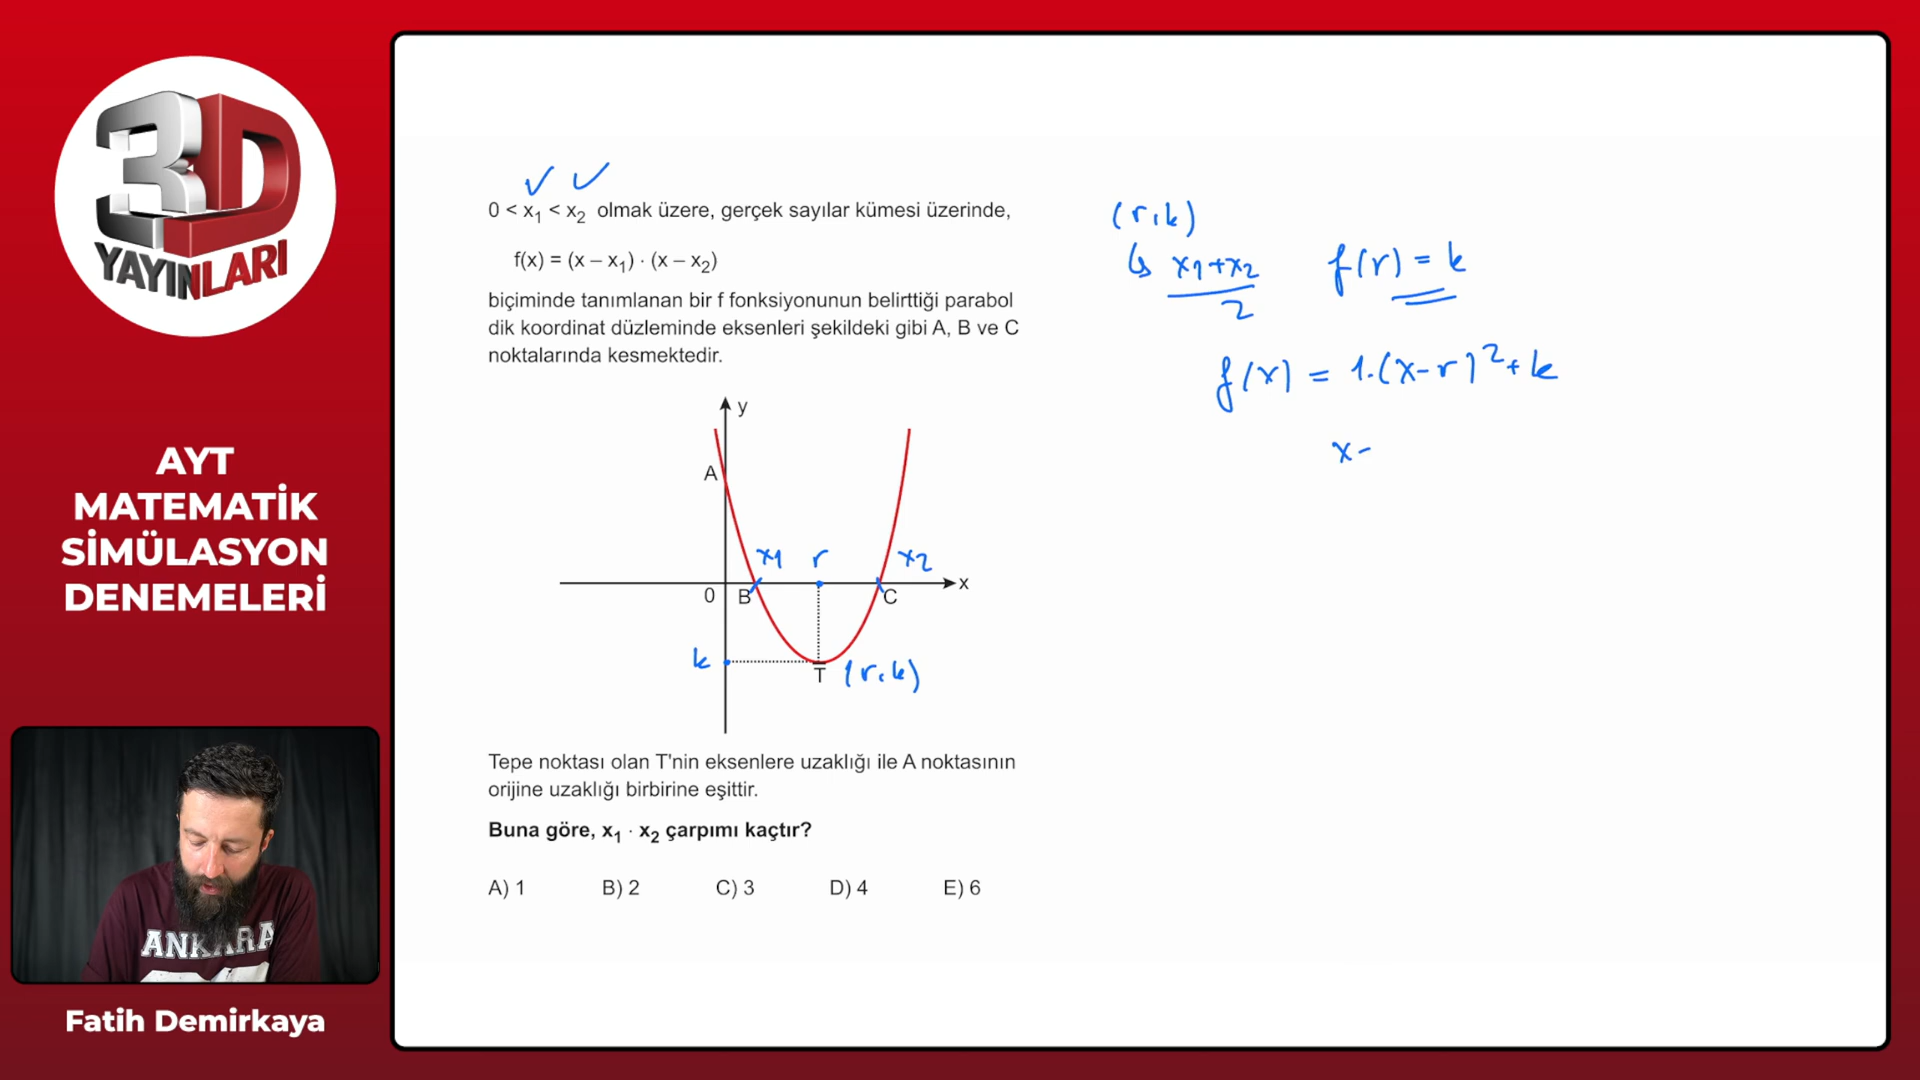 3D
YAYINLARI
AYT
MATEMATİK
SİMÜLASYON
DENEMELERİ
ANKARA
Fatih Demirkaya
0 < x₁ < x₂ olmak üzere, gerçek sayılar kümesi üzerinde,
f(x) = (x – x₁) · (x – x₂)
biçiminde tanımlanan bir f fonksiyonunun belirttiği parabol
dik koordinat düzleminde eksenleri şekildeki gibi A, B ve C
noktalarında kesmektedir.
y
A
x1 r x2
0 B C x
k
T (r,k)
Tepe noktası olan T'nin eksenlere uzaklığı ile A noktasının
orijine uzaklığı birbirine eşittir.
Buna göre, x₁ · x₂ çarpımı kaçtır?
A) 1 B) 2 C) 3 D) 4 E) 6
(r,k)
x1+x2 f(r) = k
2
f(x) = 1.(x-r)²+k
x-